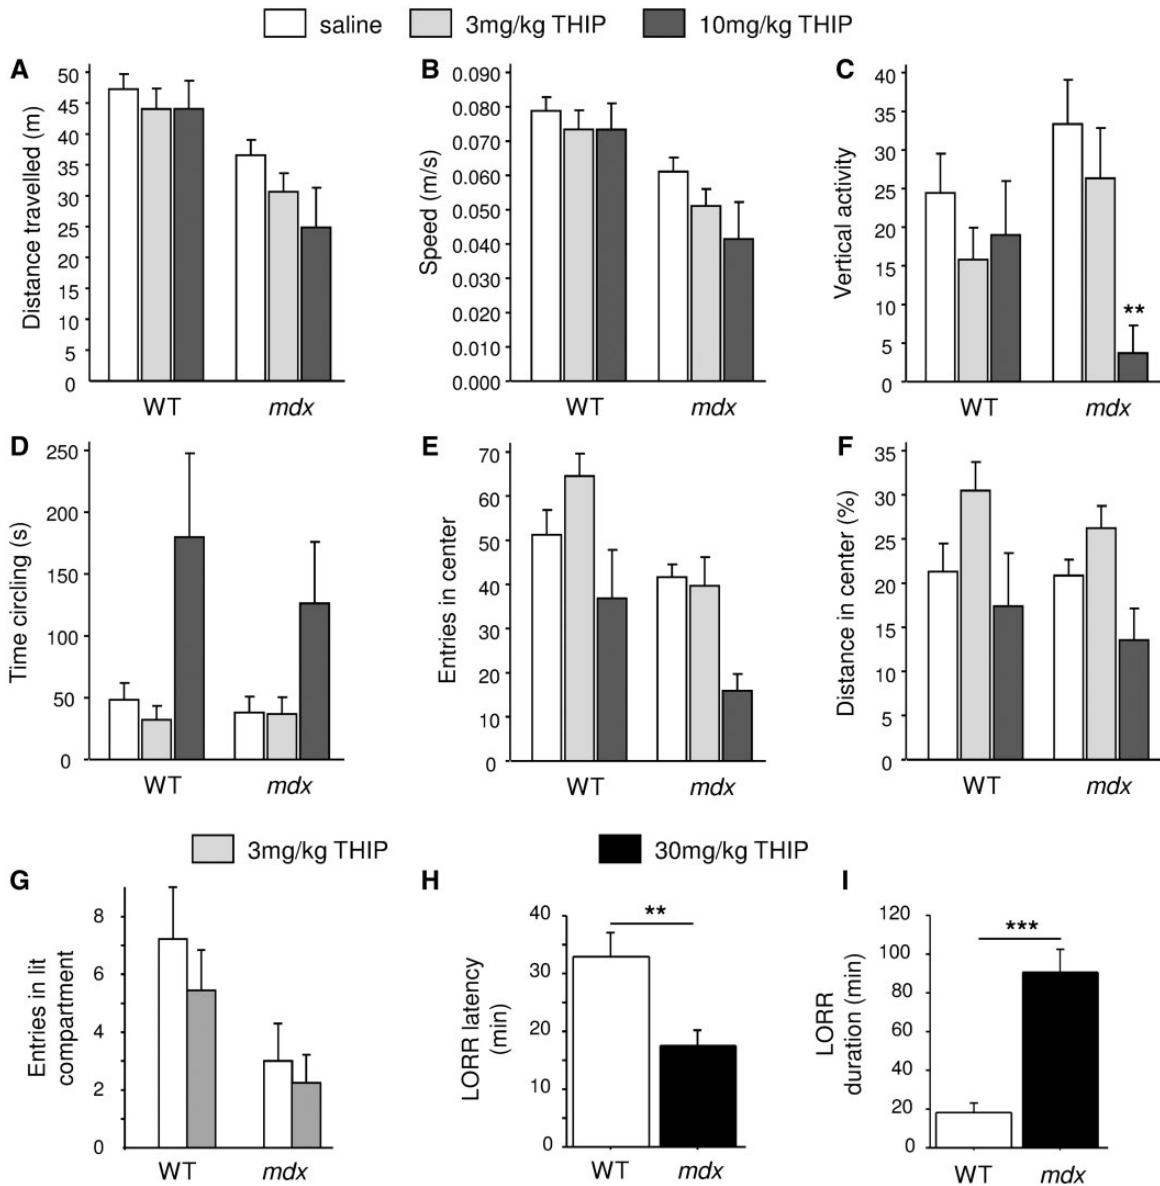 saline 3mg/kg THIP 10mg/kg THIP
A
Distance travelled (m)
50
45
40
35
30
25
20
15
10
5
0
WT mdx
B
Speed (m/s)
0.090
0.080
0.070
0.060
0.050
0.040
0.030
0.020
0.010
0.000
WT mdx
C
Vertical activity
40
35
30
25
20
15
10
5
0
**
WT mdx
D
Time circling (s)
250
200
150
100
50
0
WT mdx
E
Entries in center
70
60
50
40
30
20
10
0
WT mdx
F
Distance in center (%)
35
30
25
20
15
10
5
0
WT mdx
3mg/kg THIP 30mg/kg THIP
G
Entries in lit
compartment
8
6
4
2
0
WT mdx
H
LORR latency
(min)
40
30
20
10
0
**
WT mdx
I
LORR
duration (min)
120
100
80
60
40
20
0
***
WT mdx